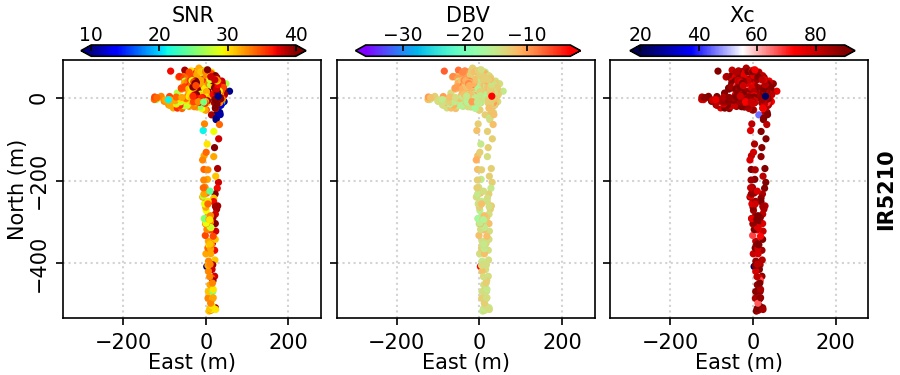 SNR DBV Xc
10 20 30 40 −30 −20 −10 20 40 60 80
0
−200
−400
North (m)
IR5210
−200 0 200 −200 0 200 −200 0 200
East (m) East (m) East (m)